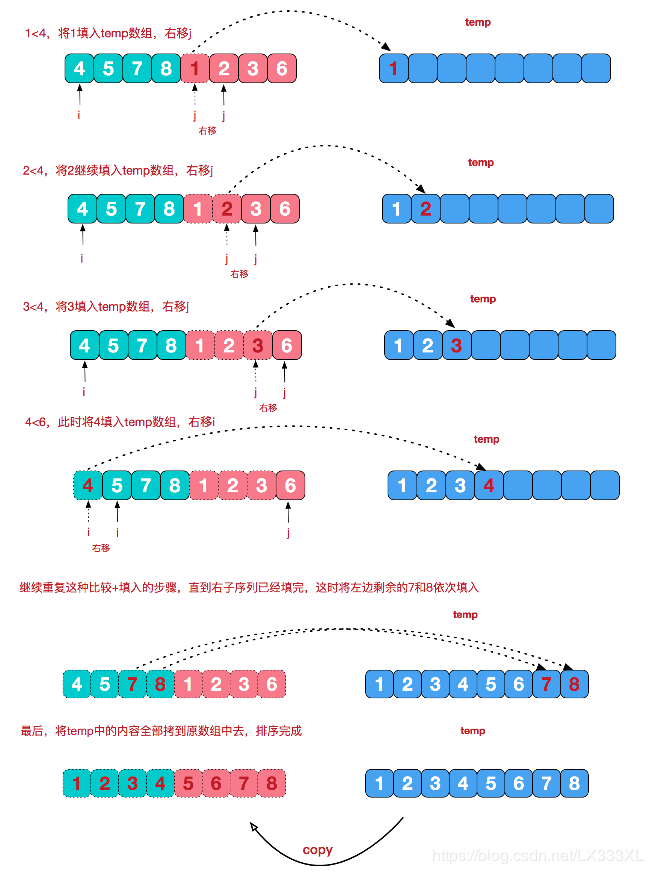 1<4，将1填入temp数组，右移j
temp
4 5 7 8 1 2 3 6
1
i j j
右移
2<4，将2继续填入temp数组，右移j
temp
4 5 7 8 1 2 3 6
1 2
i j j
右移
3<4，将3填入temp数组，右移j
temp
4 5 7 8 1 2 3 6
1 2 3
i j j
右移
4<6，此时将4填入temp数组，右移i
temp
4 5 7 8 1 2 3 6
1 2 3 4
i i j
右移
继续重复这种比较+填入的步骤，直到右子序列已经填完，这时将左边剩余的7和8依次填入
temp
4 5 7 8 1 2 3 6
1 2 3 4 5 6 7 8
最后，将temp中的内容全部拷到原数组中去，排序完成
temp
1 2 3 4 5 6 7 8
1 2 3 4 5 6 7 8
copy
https://blog.csdn.net/LX333XL